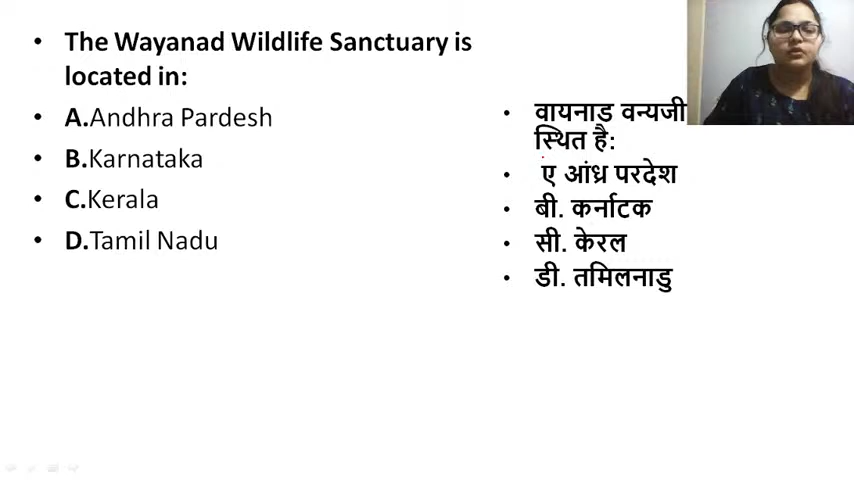 The Wayanad Wildlife Sanctuary is
located in:
A.Andhra Pardesh
B.Karnataka
C.Kerala
D.Tamil Nadu
वायनाड वन्यजी
स्थित है:
ए आंध्र परदेश
बी. कर्नाटक
सी. केरल
डी. तमिलनाडु